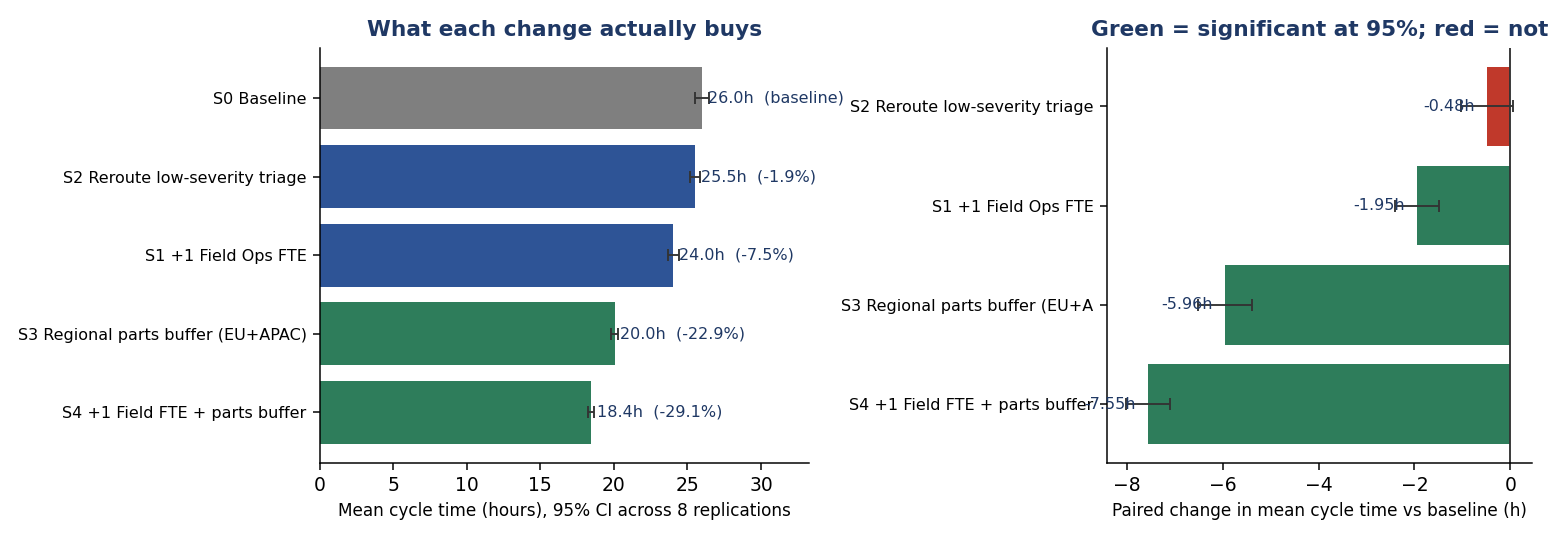 What each change actually buys
S0 Baseline
26.0h (baseline)
S2 Reroute low-severity triage
25.5h (-1.9%)
S1 +1 Field Ops FTE
24.0h (-7.5%)
S3 Regional parts buffer (EU+APAC)
20.0h (-22.9%)
S4 +1 Field FTE + parts buffer
18.4h (-29.1%)
0 5 10 15 20 25 30
Mean cycle time (hours), 95% CI across 8 replications
Green = significant at 95%; red = not
S2 Reroute low-severity triage
-0.48h
S1 +1 Field Ops FTE
-1.95h
S3 Regional parts buffer (EU+A
-5.96h
S4 +1 Field FTE + parts buffer
-7.55h
−8 −6 −4 −2 0
Paired change in mean cycle time vs baseline (h)